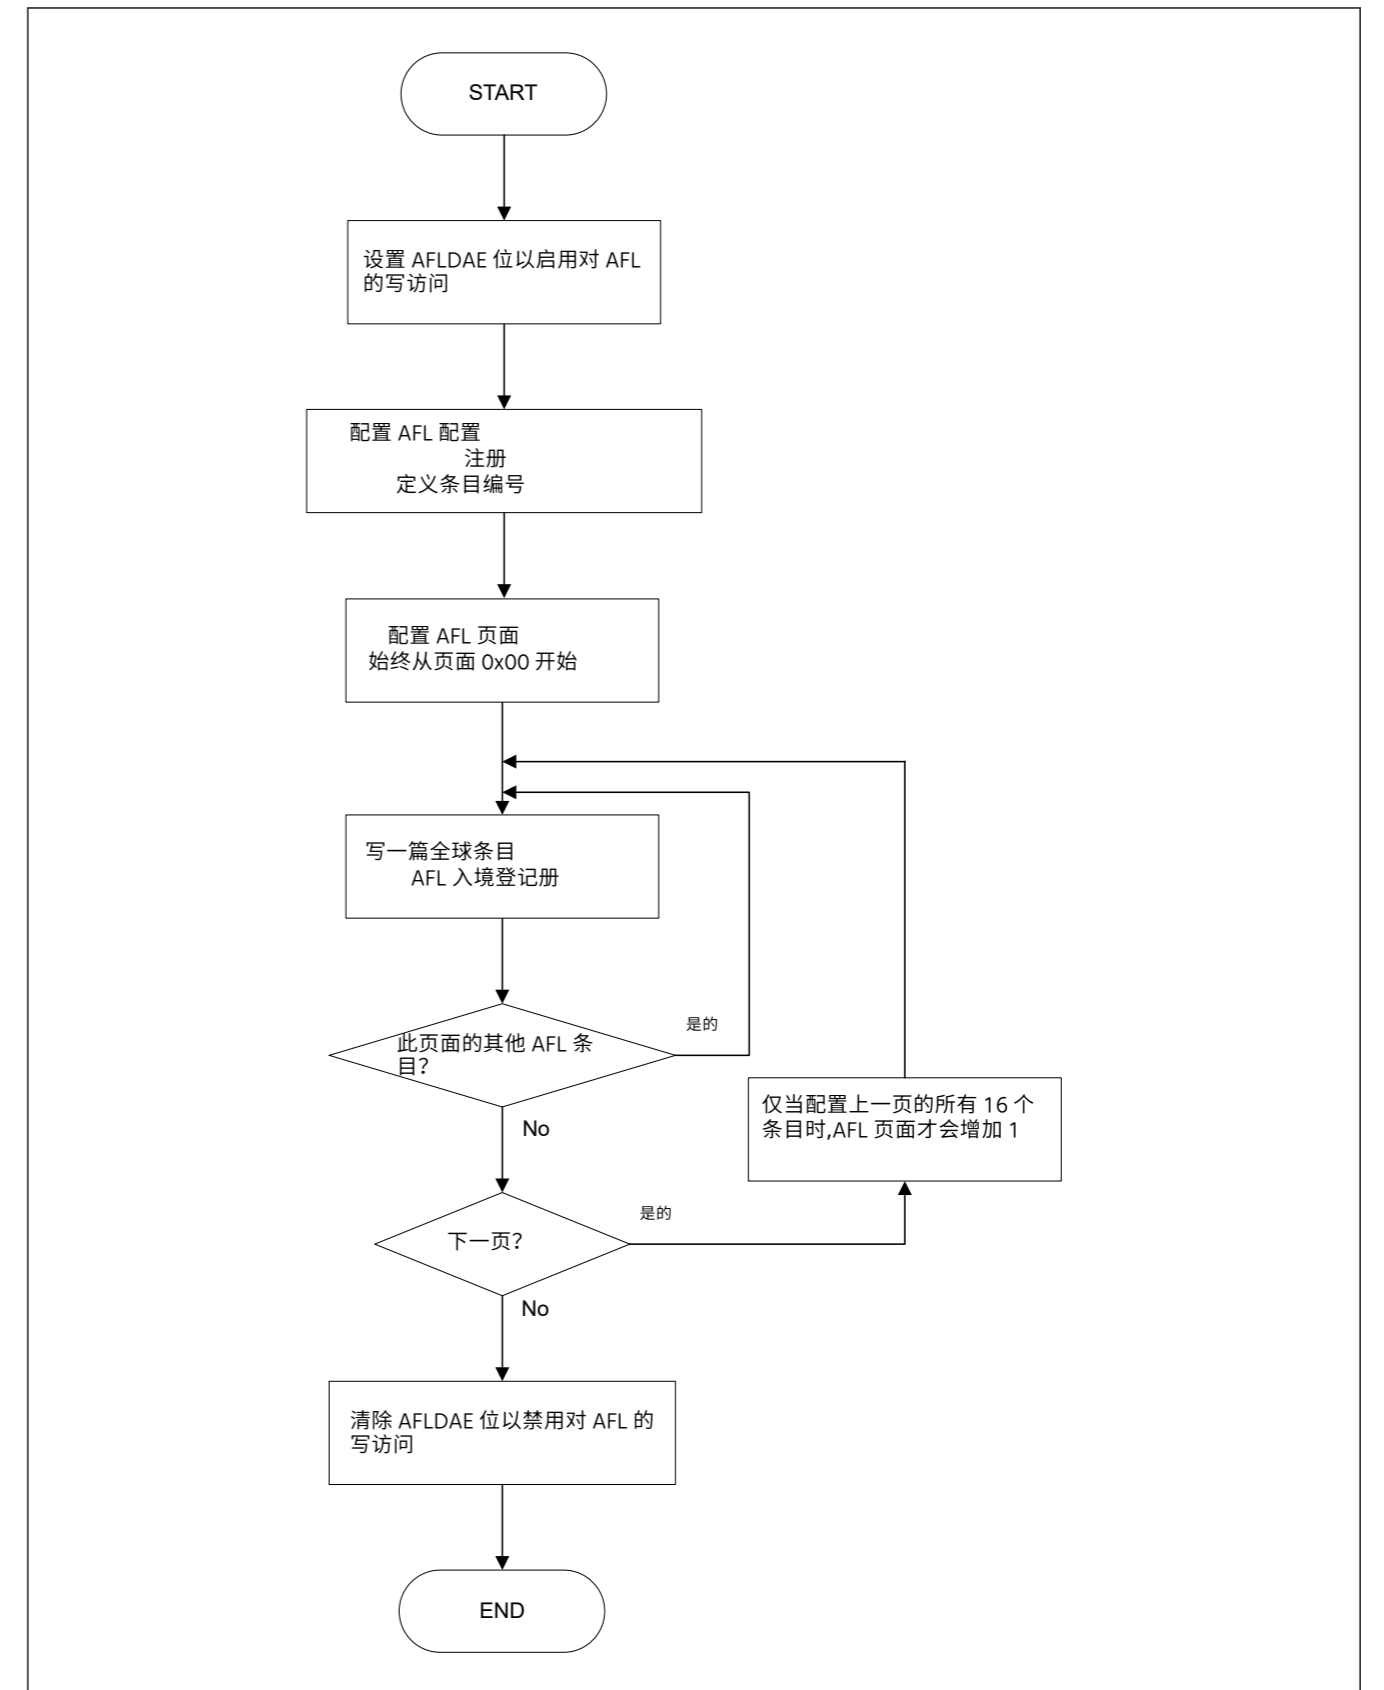 START
设置 AFLDAE 位以启用对 AFL
的写访问
配置 AFL 配置
注册
定义条目编号
配置 AFL 页面
始终从页面 0x00 开始
写一篇全球条目
AFL 入境登记册
此页面的其他 AFL 条
目?
是的
No
仅当配置上一页的所有 16 个
条目时,AFL 页面才会增加 1
下一页?
是的
No
清除 AFLDAE 位以禁用对 AFL 的
写访问
END